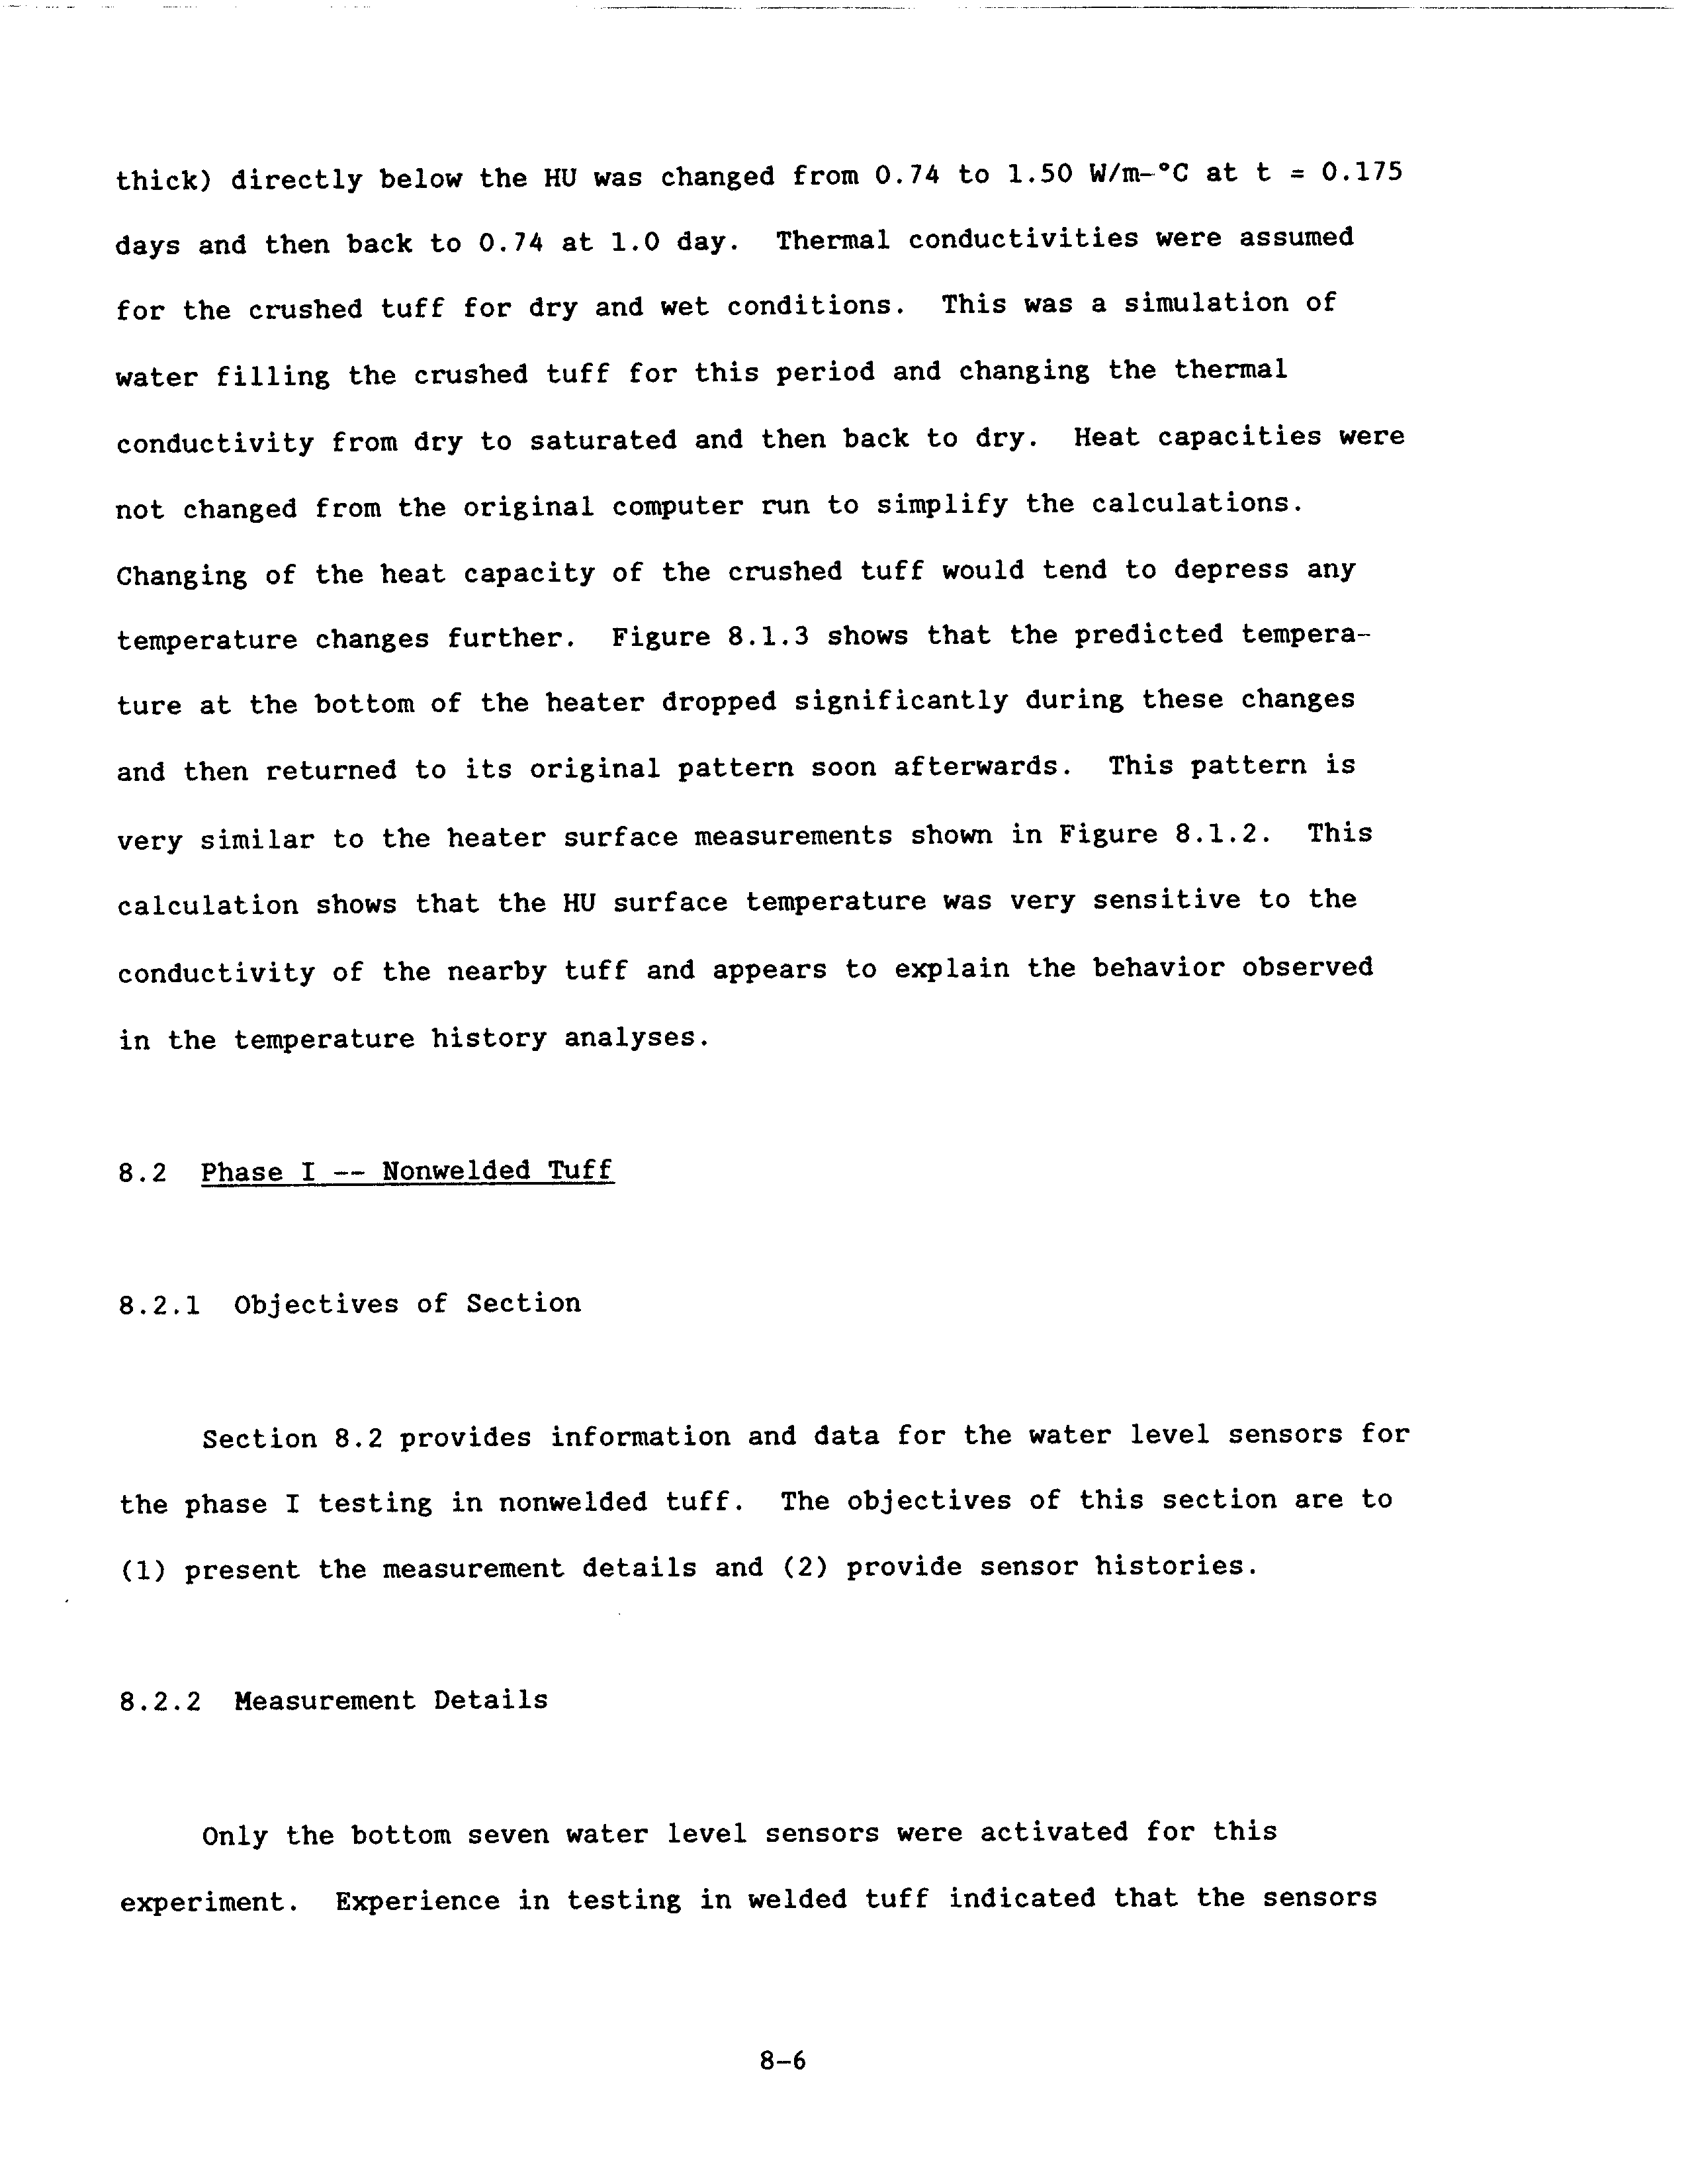 thick) directly below the HU was changed from 0.74 to 1.50 W/m-°C at t = 0.175
days and then back to 0.74 at 1.0 day. Thermal conductivities were assumed
for the crushed tuff for dry and wet conditions. This was a simulation of
water filling the crushed tuff for this period and changing the thermal
conductivity from dry to saturated and then back to dry. Heat capacities were
not changed from the original computer run to simplify the calculations.
Changing of the heat capacity of the crushed tuff would tend to depress any
temperature changes further. Figure 8.1.3 shows that the predicted tempera-
ture at the bottom of the heater dropped significantly during these changes
and then returned to its original pattern soon afterwards. This pattern is
very similar to the heater surface measurements shown in Figure 8.1.2. This
calculation shows that the HU surface temperature was very sensitive to the
conductivity of the nearby tuff and appears to explain the behavior observed
in the temperature history analyses.
8.2 Phase I -- Nonwelded Tuff
8.2.1 Objectives of Section
Section 8.2 provides information and data for the water level sensors for
the phase I testing in nonwelded tuff. The objectives of this section are to
(1) present the measurement details and (2) provide sensor histories.
8.2.2 Measurement Details
Only the bottom seven water level sensors were activated for this
experiment. Experience in testing in welded tuff indicated that the sensors
8-6